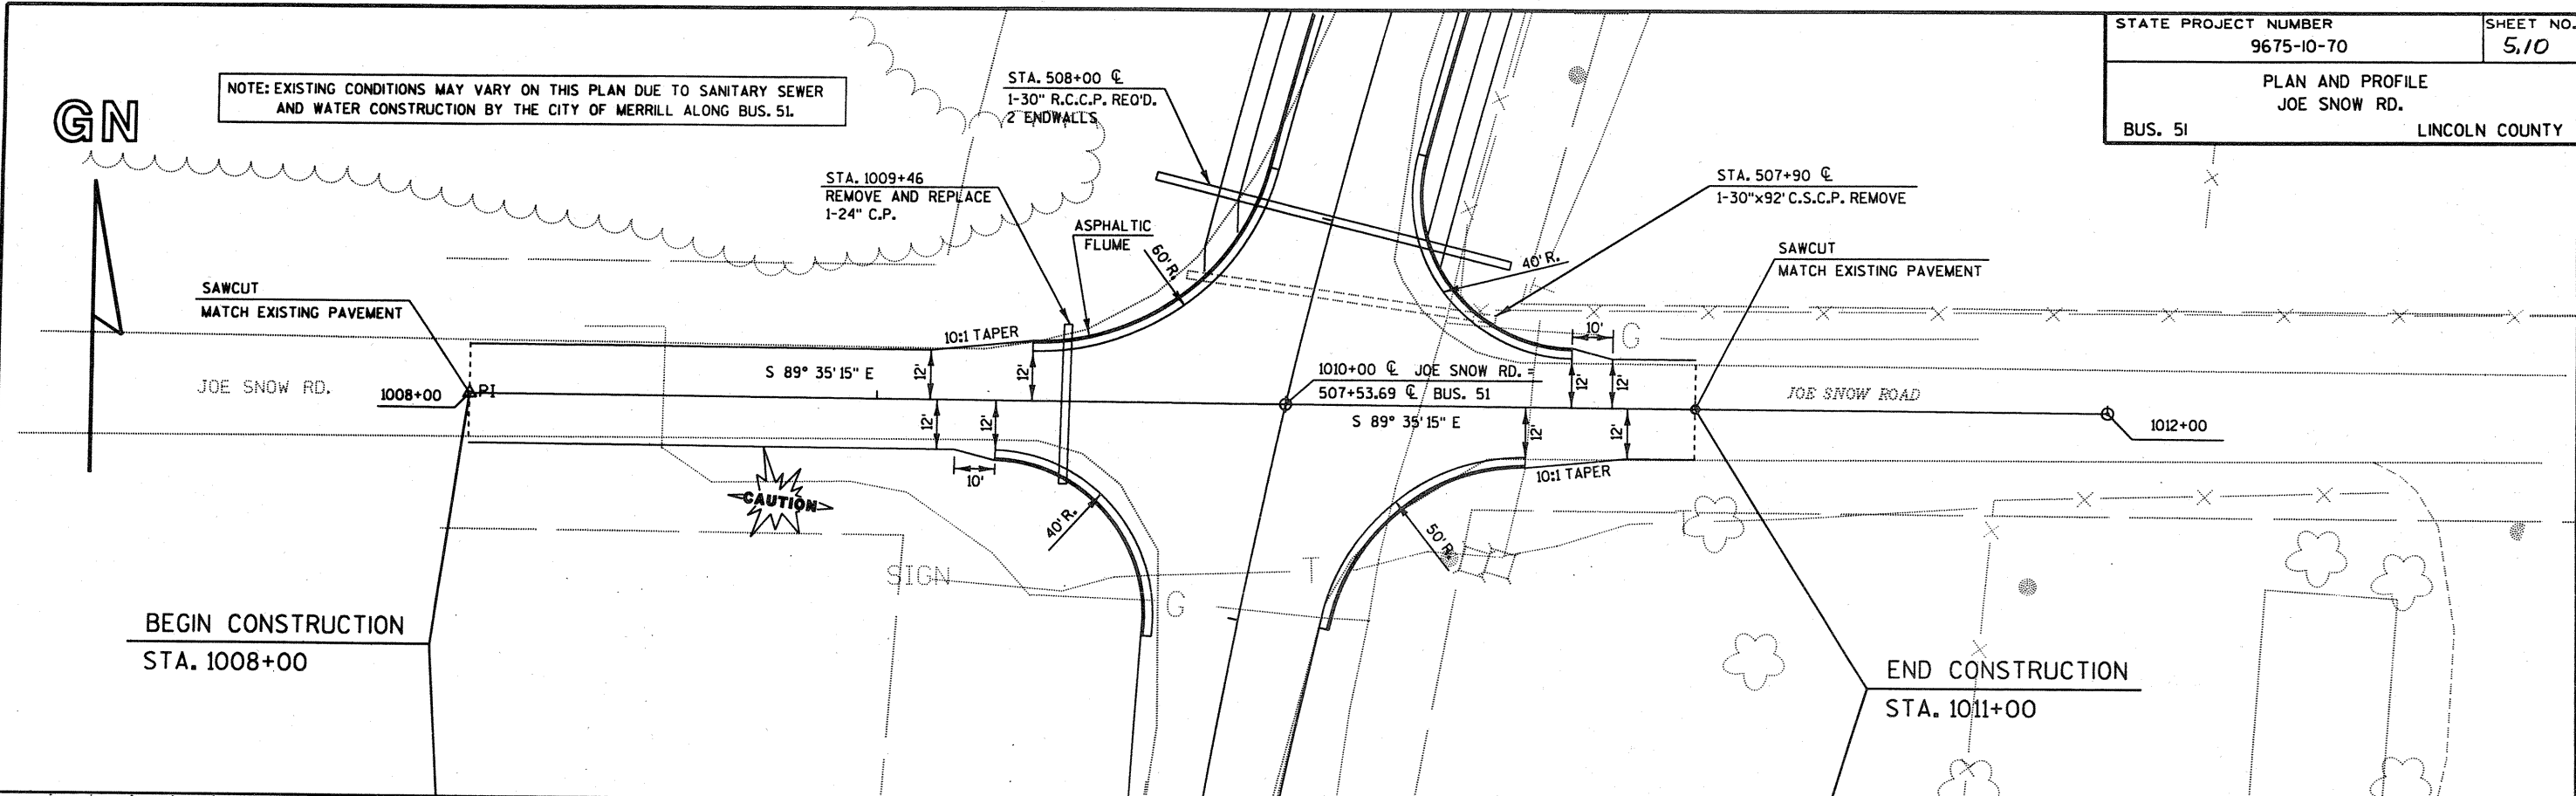 STATE PROJECT NUMBER
9675-10-70
SHEET NO.
5.10
PLAN AND PROFILE
JOE SNOW RD.
BUS. 51 LINCOLN COUNTY
GN
NOTE: EXISTING CONDITIONS MAY VARY ON THIS PLAN DUE TO SANITARY SEWER
AND WATER CONSTRUCTION BY THE CITY OF MERRILL ALONG BUS. 51.
STA. 508+00 ℄
1-30" R.C.C.P. REQ'D.
2 ENDWALLS
STA. 1009+46
REMOVE AND REPLACE
1-24" C.P.
ASPHALTIC
FLUME
60' R.
STA. 507+90 ℄
1-30"x92' C.S.C.P. REMOVE
40' R.
SAWCUT
MATCH EXISTING PAVEMENT
SAWCUT
MATCH EXISTING PAVEMENT
10:1 TAPER
10'
G
JOE SNOW RD.
1008+00
PI
S 89° 35' 15" E
12'
12'
1010+00 ℄ JOE SNOW RD. =
507+53.69 ℄ BUS. 51
S 89° 35' 15" E
12'
12'
JOE SNOW ROAD
1012+00
12'
12'
12'
12'
10'
10:1 TAPER
CAUTION
40' R.
50' R.
SIGN
T
T
G
BEGIN CONSTRUCTION
STA. 1008+00
END CONSTRUCTION
STA. 1011+00